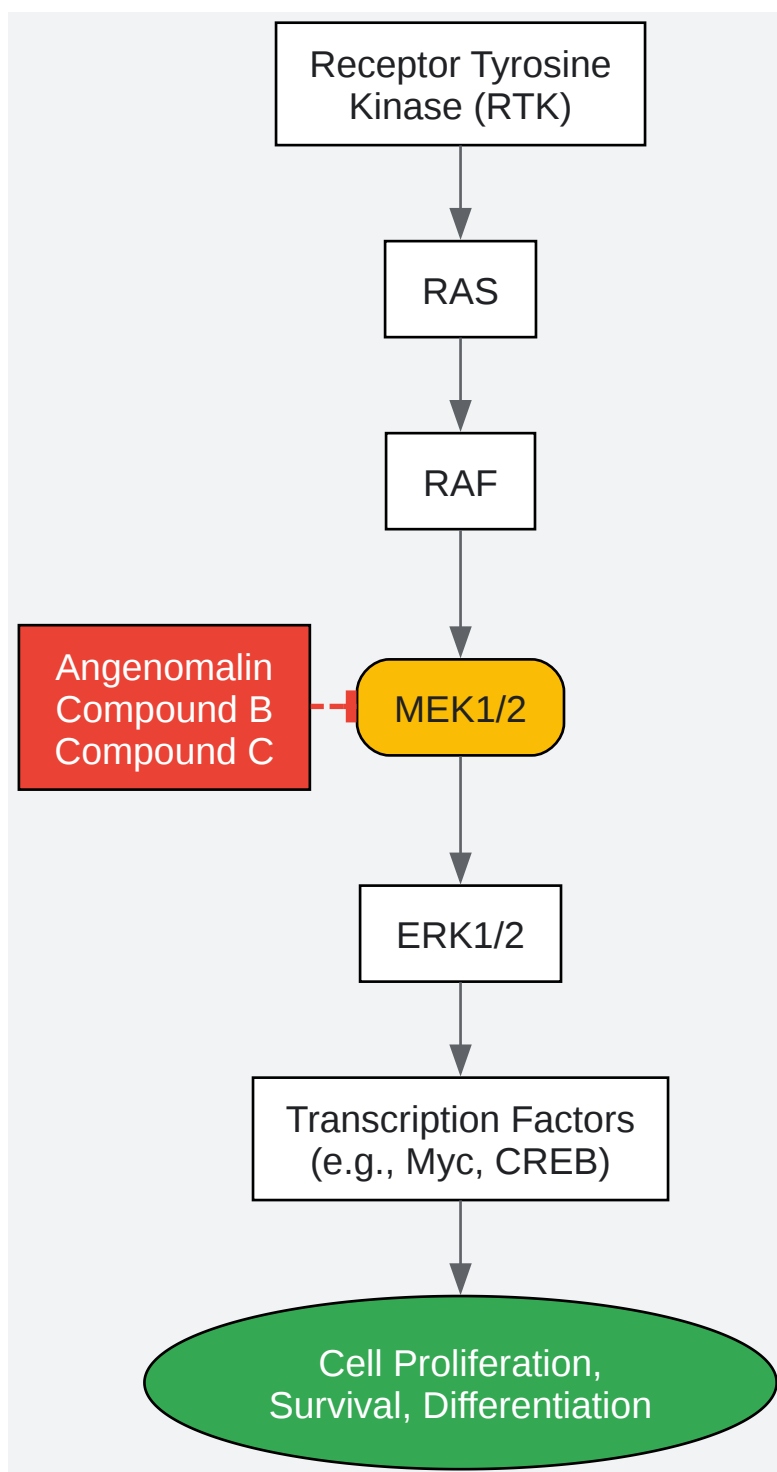 Receptor Tyrosine
Kinase (RTK)
RAS
RAF
Angenomalin
Compound B
Compound C
MEK1/2
ERK1/2
Transcription Factors
(e.g., Myc, CREB)
Cell Proliferation,
Survival, Differentiation